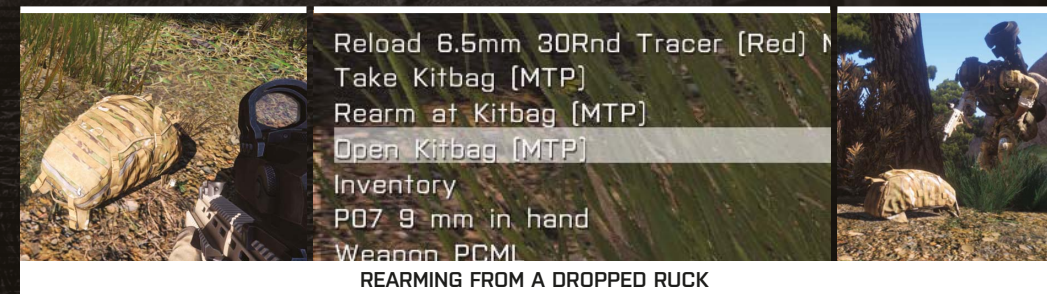 Reload 6.5mm 30Rnd Tracer (Red)
Take Kitbag (MTP)
Rearm at Kitbag (MTP)
Open Kitbag (MTP)
Inventory
P07 9 mm in hand
Weapon PCML
REARMING FROM A DROPPED RUCK